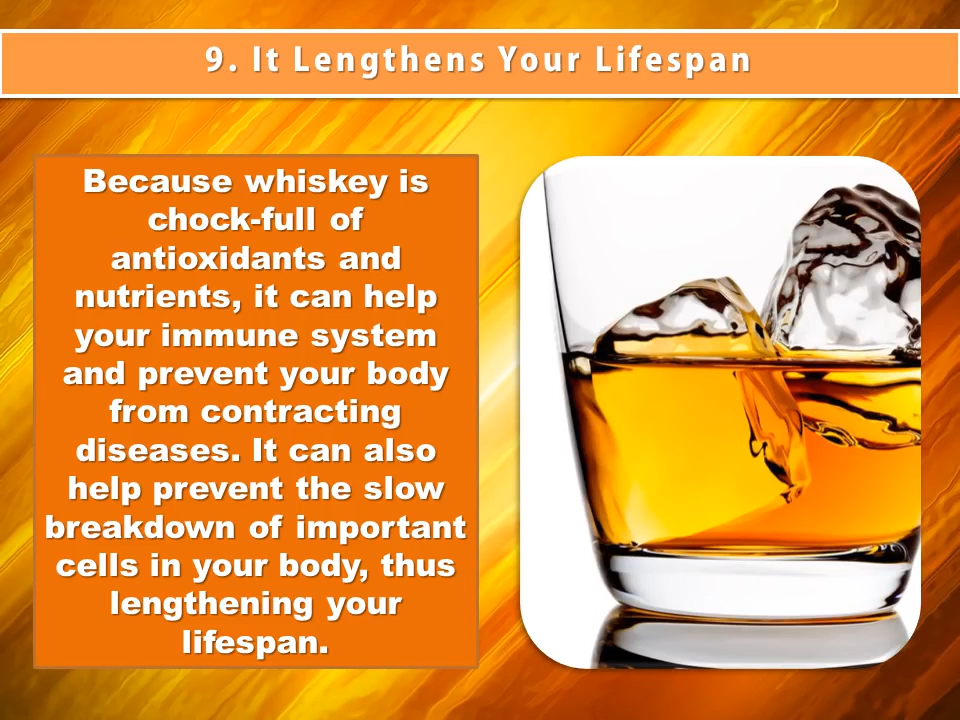 9. It Lengthens Your Lifespan
Because whiskey is
chock-full of
antioxidants and
nutrients, it can help
your immune system
and prevent your body
from contracting
diseases. It can also
help prevent the slow
breakdown of important
cells in your body, thus
lengthening your
lifespan.